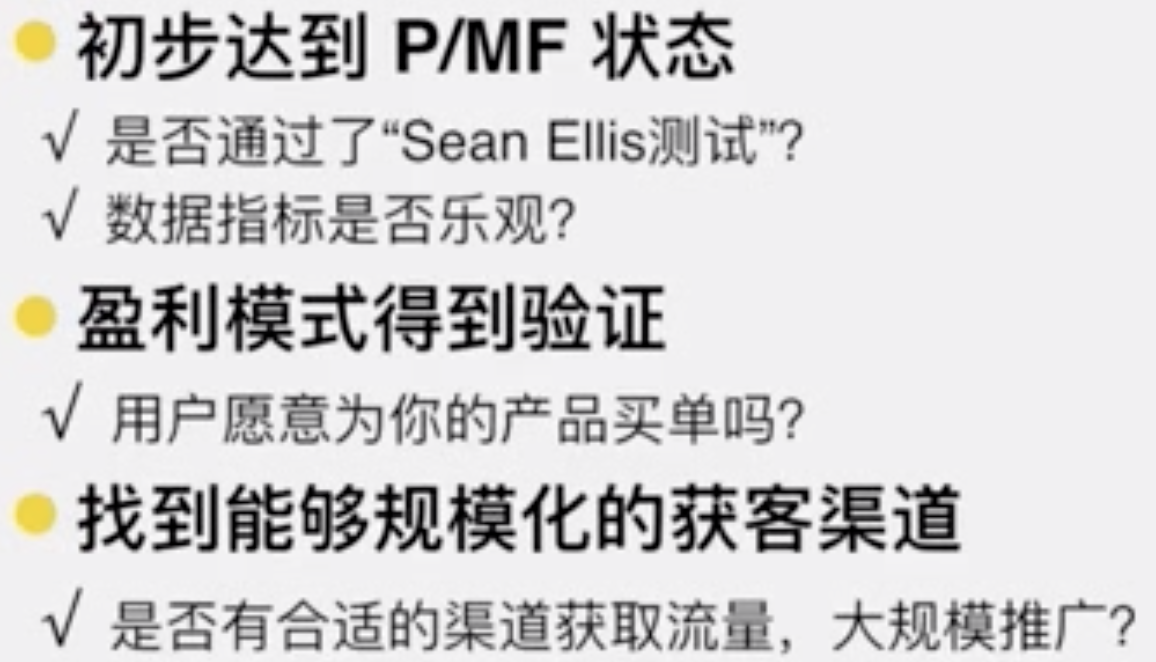 初步达到 P/MF 状态
√ 是否通过了“Sean Ellis测试”?
√ 数据指标是否乐观?
盈利模式得到验证
√ 用户愿意为你的产品买单吗?
找到能够规模化的获客渠道
√ 是否有合适的渠道获取流量，大规模推广?